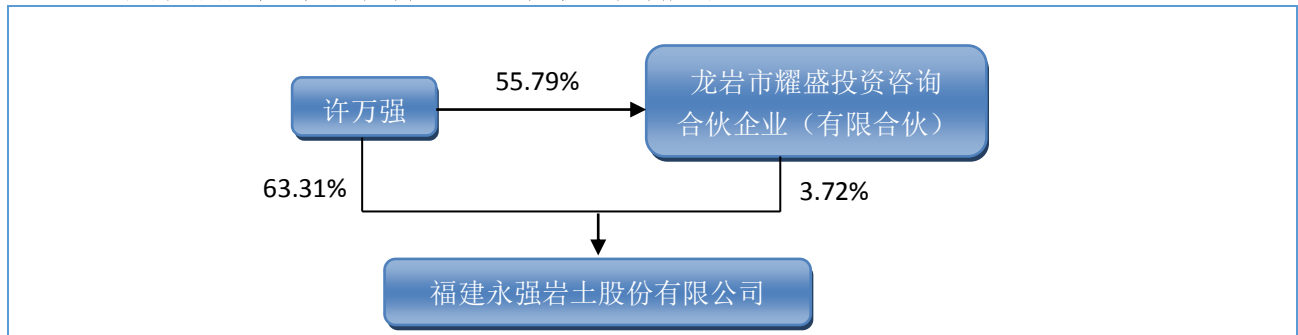 许万强
55.79%
龙岩市耀盛投资咨询
合伙企业（有限合伙）
63.31%
3.72%
福建永强岩土股份有限公司